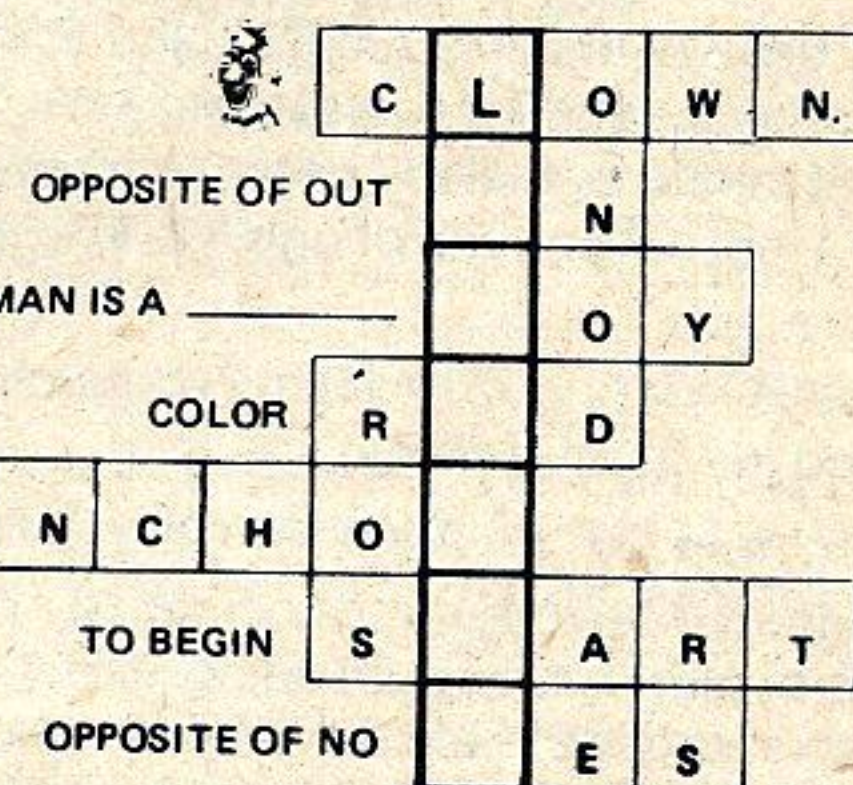 C L O W N.
OPPOSITE OF OUT N
MAN IS A O Y
COLOR R D
N C H O
TO BEGIN S A R T
OPPOSITE OF NO E S